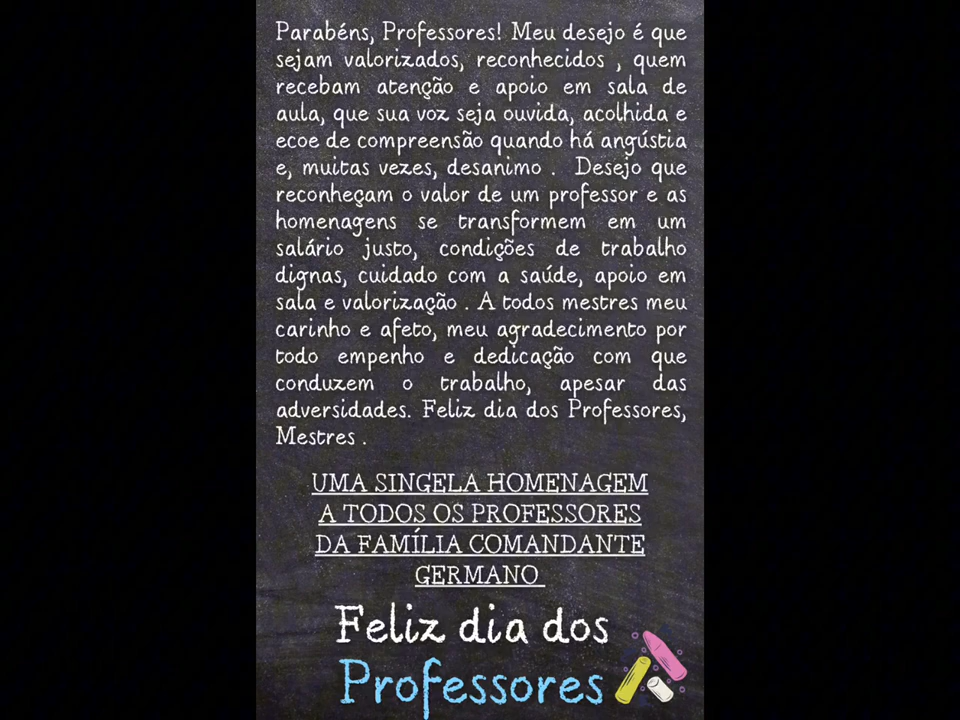 Parabéns, Professores! Meu desejo é que
sejam valorizados, reconhecidos , quem
recebam atenção e apoio em sala de
aula, que sua voz seja ouvida, acolhida e
ecoe de compreensão quando há angústia
e, muitas vezes, desanimo . Desejo que
reconheçam o valor de um professor e as
homenagens se transformem em um
salário justo, condições de trabalho
dignas, cuidado com a saúde, apoio em
sala e valorização . A todos mestres meu
carinho e afeto, meu agradecimento por
todo empenho e dedicação com que
conduzem o trabalho, apesar das
adversidades. Feliz dia dos Professores,
Mestres .
UMA SINGELA HOMENAGEM
A TODOS OS PROFESSORES
DA FAMÍLIA COMANDANTE
GERMANO
Feliz dia dos
Professores